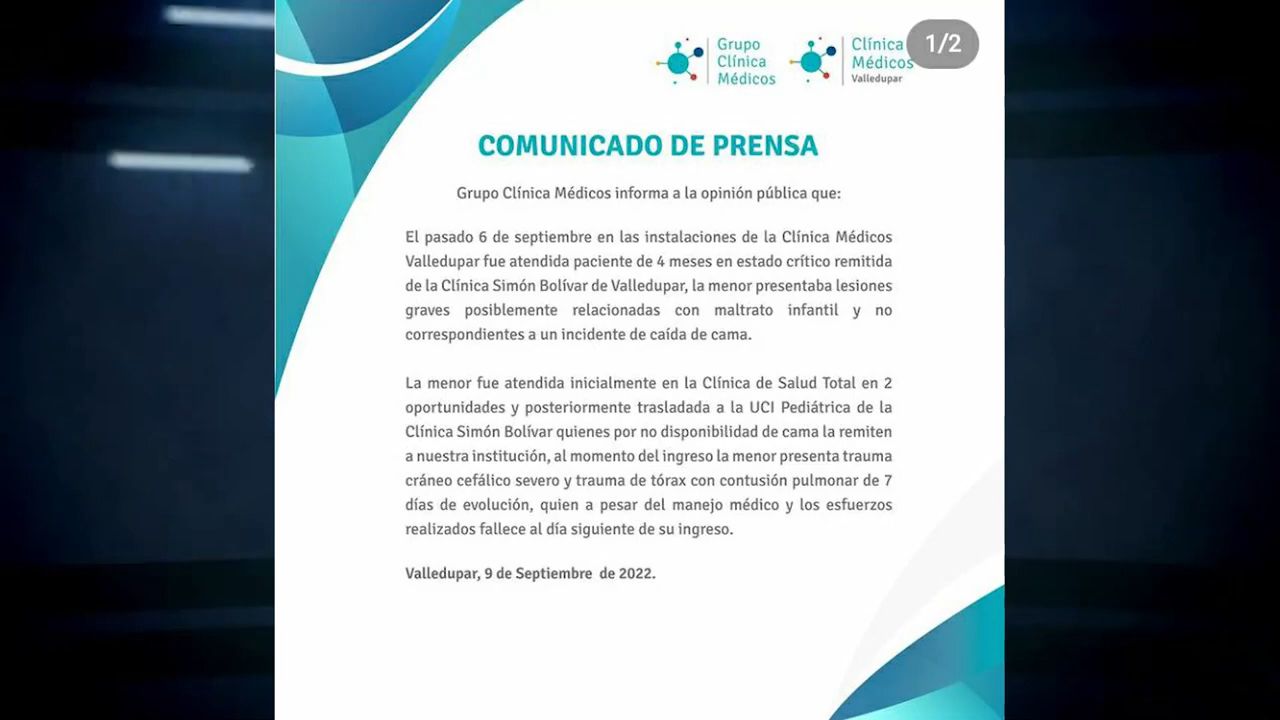 Grupo
Clínica
Médicos
Clínica
Médicos
Valledupar
1/2
COMUNICADO DE PRENSA
Grupo Clínica Médicos informa a la opinión pública que:
El pasado 6 de septiembre en las instalaciones de la Clínica Médicos
Valledupar fue atendida paciente de 4 meses en estado crítico remitida
de la Clínica Simón Bolívar de Valledupar, la menor presentaba lesiones
graves posiblemente relacionadas con maltrato infantil y no
correspondientes a un incidente de caída de cama.
La menor fue atendida inicialmente en la Clínica de Salud Total en 2
oportunidades y posteriormente trasladada a la UCI Pediátrica de la
Clínica Simón Bolívar quienes por no disponibilidad de cama la remiten
a nuestra institución, al momento del ingreso la menor presenta trauma
cráneo cefálico severo y trauma de tórax con contusión pulmonar de 7
días de evolución, quien a pesar del manejo médico y los esfuerzos
realizados fallece al día siguiente de su ingreso.
Valledupar, 9 de Septiembre de 2022.